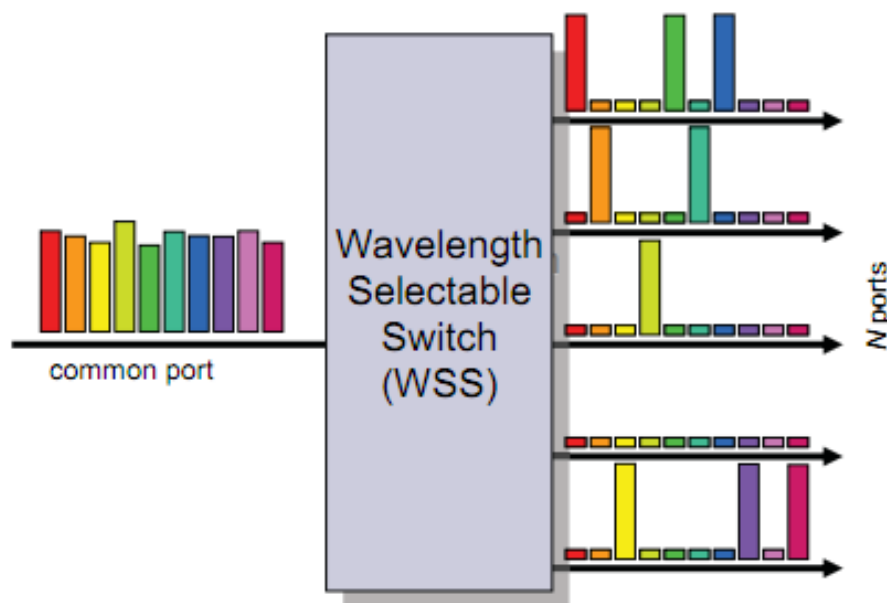 Wavelength
Selectable
Switch
(WSS)
common port
N ports